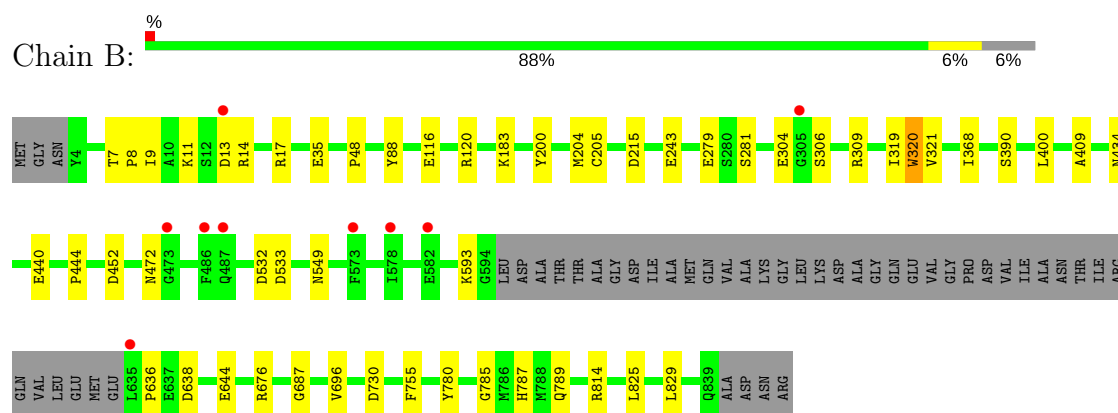 %
Chain B:
88% 6% 6%
MET GLY ASN Y4 T7 P8 I9 A10 K11 S12 D13 R14 R17 E35 P48 Y88 E116 R120 K183 Y200 M204 C205 D215 E243 E279 S280 S281 E304 G305 S306 R309 I319 W320 V321 I368 S390 L400 A409 N434
E440 P444 D452 N472 G473 F486 Q487 D532 D533 N549 F573 I578 E582 K593 G594 LEU ASP ALA THR THR ALA GLY ASP ILE ALA MET GLN VAL ALA LYS GLY LEU LYS ASP ALA GLY GLN GLU VAL GLY PRO ASP VAL ILE ALA ASN THR ILE ARG
GLN VAL LEU GLU MET GLU L635 P636 E637 D638 E644 R676 G687 V696 D730 F755 Y780 G785 M786 H787 M788 Q789 R814 L825 L829 Q839 ALA ASP ASN ARG